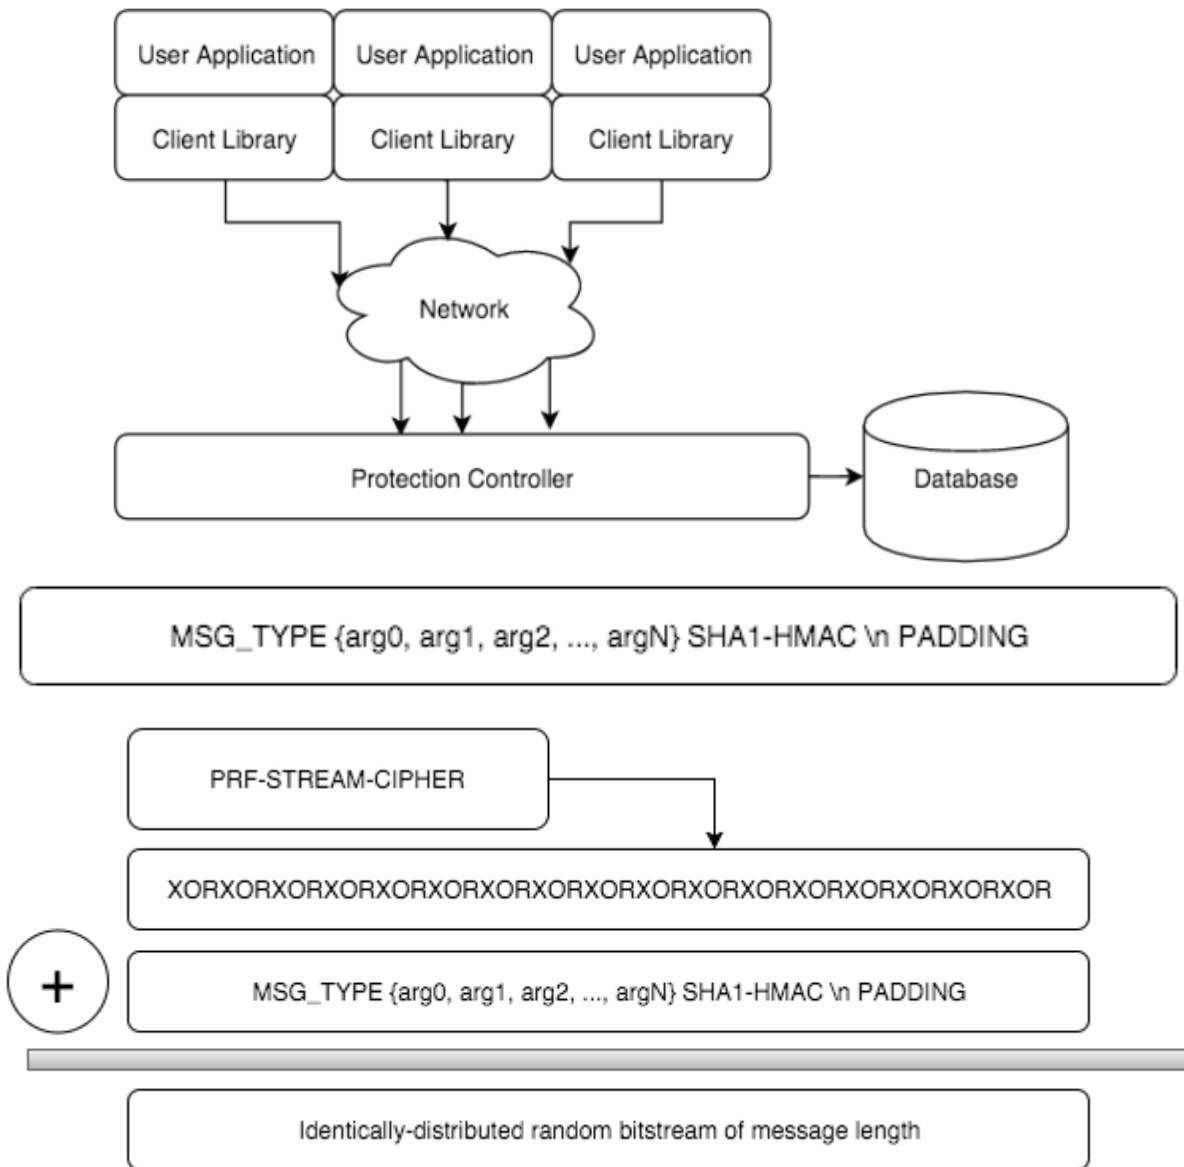 User Application User Application User Application
Client Library Client Library Client Library
Network
Protection Controller
Database
MSG_TYPE {arg0, arg1, arg2, ..., argN} SHA1-HMAC \n PADDING
PRF-STREAM-CIPHER
XORXORXORXORXORXORXORXORXORXORXORXORXORXORXORXORXOR
+
MSG_TYPE {arg0, arg1, arg2, ..., argN} SHA1-HMAC \n PADDING
Identically-distributed random bitstream of message length